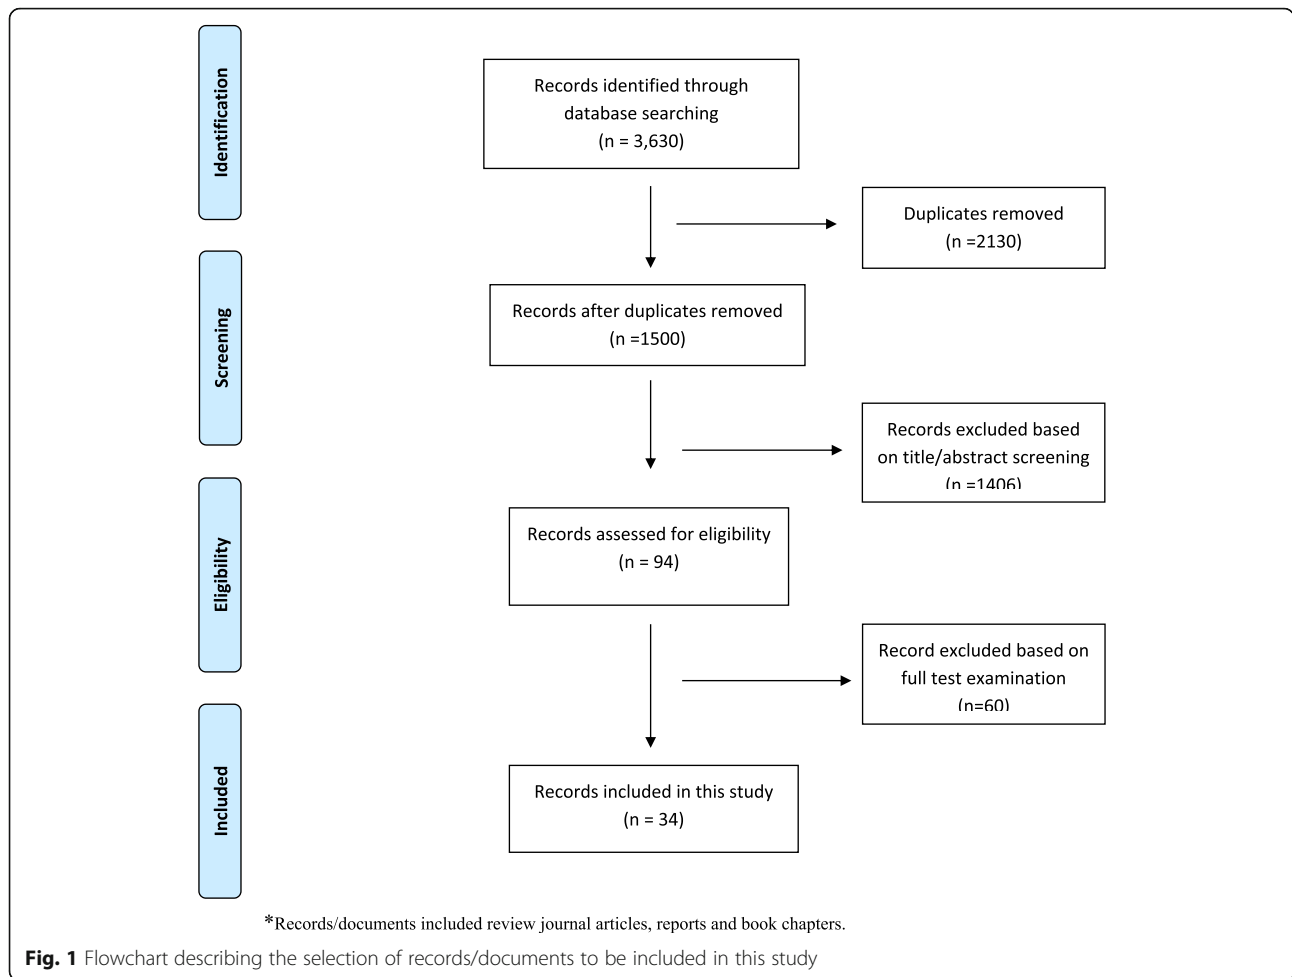 Identification
Records identified through
database searching
(n = 3,630)
Duplicates removed
(n =2130)
Screening
Records after duplicates removed
(n =1500)
Records excluded based
on title/abstract screening
(n =1406)
Eligibility
Records assessed for eligibility
(n = 94)
Record excluded based on
full test examination
(n=60)
Included
Records included in this study
(n = 34)
*Records/documents included review journal articles, reports and book chapters.
Fig. 1 Flowchart describing the selection of records/documents to be included in this study